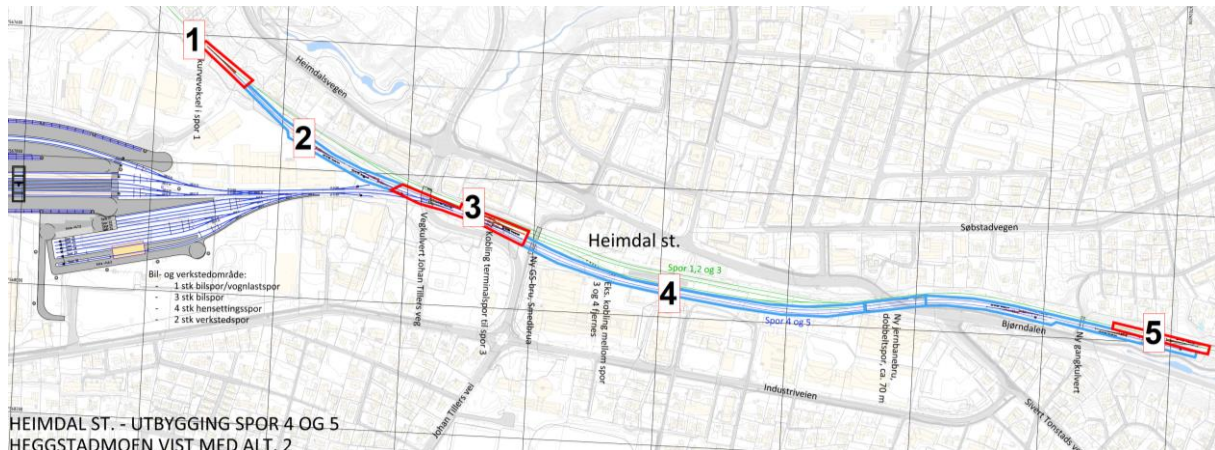 1
kurveveksel i spor 1
Heimdalsvegen
2
3
Vegkulvert Johan Tillers veg
Kobling terminalspor til spor 3
Ny GS-bru, Smedbrua
Heimdal st.
Søbstadvegen
Spor 1,2 og 3
Eks. kobling mellom spor
3 og 4 fjernes
4
Spor 4 og 5
Ny jernbanebru,
dobbeltspor, ca. 70 m
Bjørndalen
Ny gangkulvert
5
Bil- og verkstedområde:
- 1 stk bilspor/vognlastspor
- 3 stk bilspor
- 4 stk hensettingsspor
- 2 stk verkstedspor
Johan Tillers vei
Industriveien
Sivert Tonstads ve
HEIMDAL ST. - UTBYGGING SPOR 4 OG 5
HEGGSTADMOEN VIST MED ALT. 2